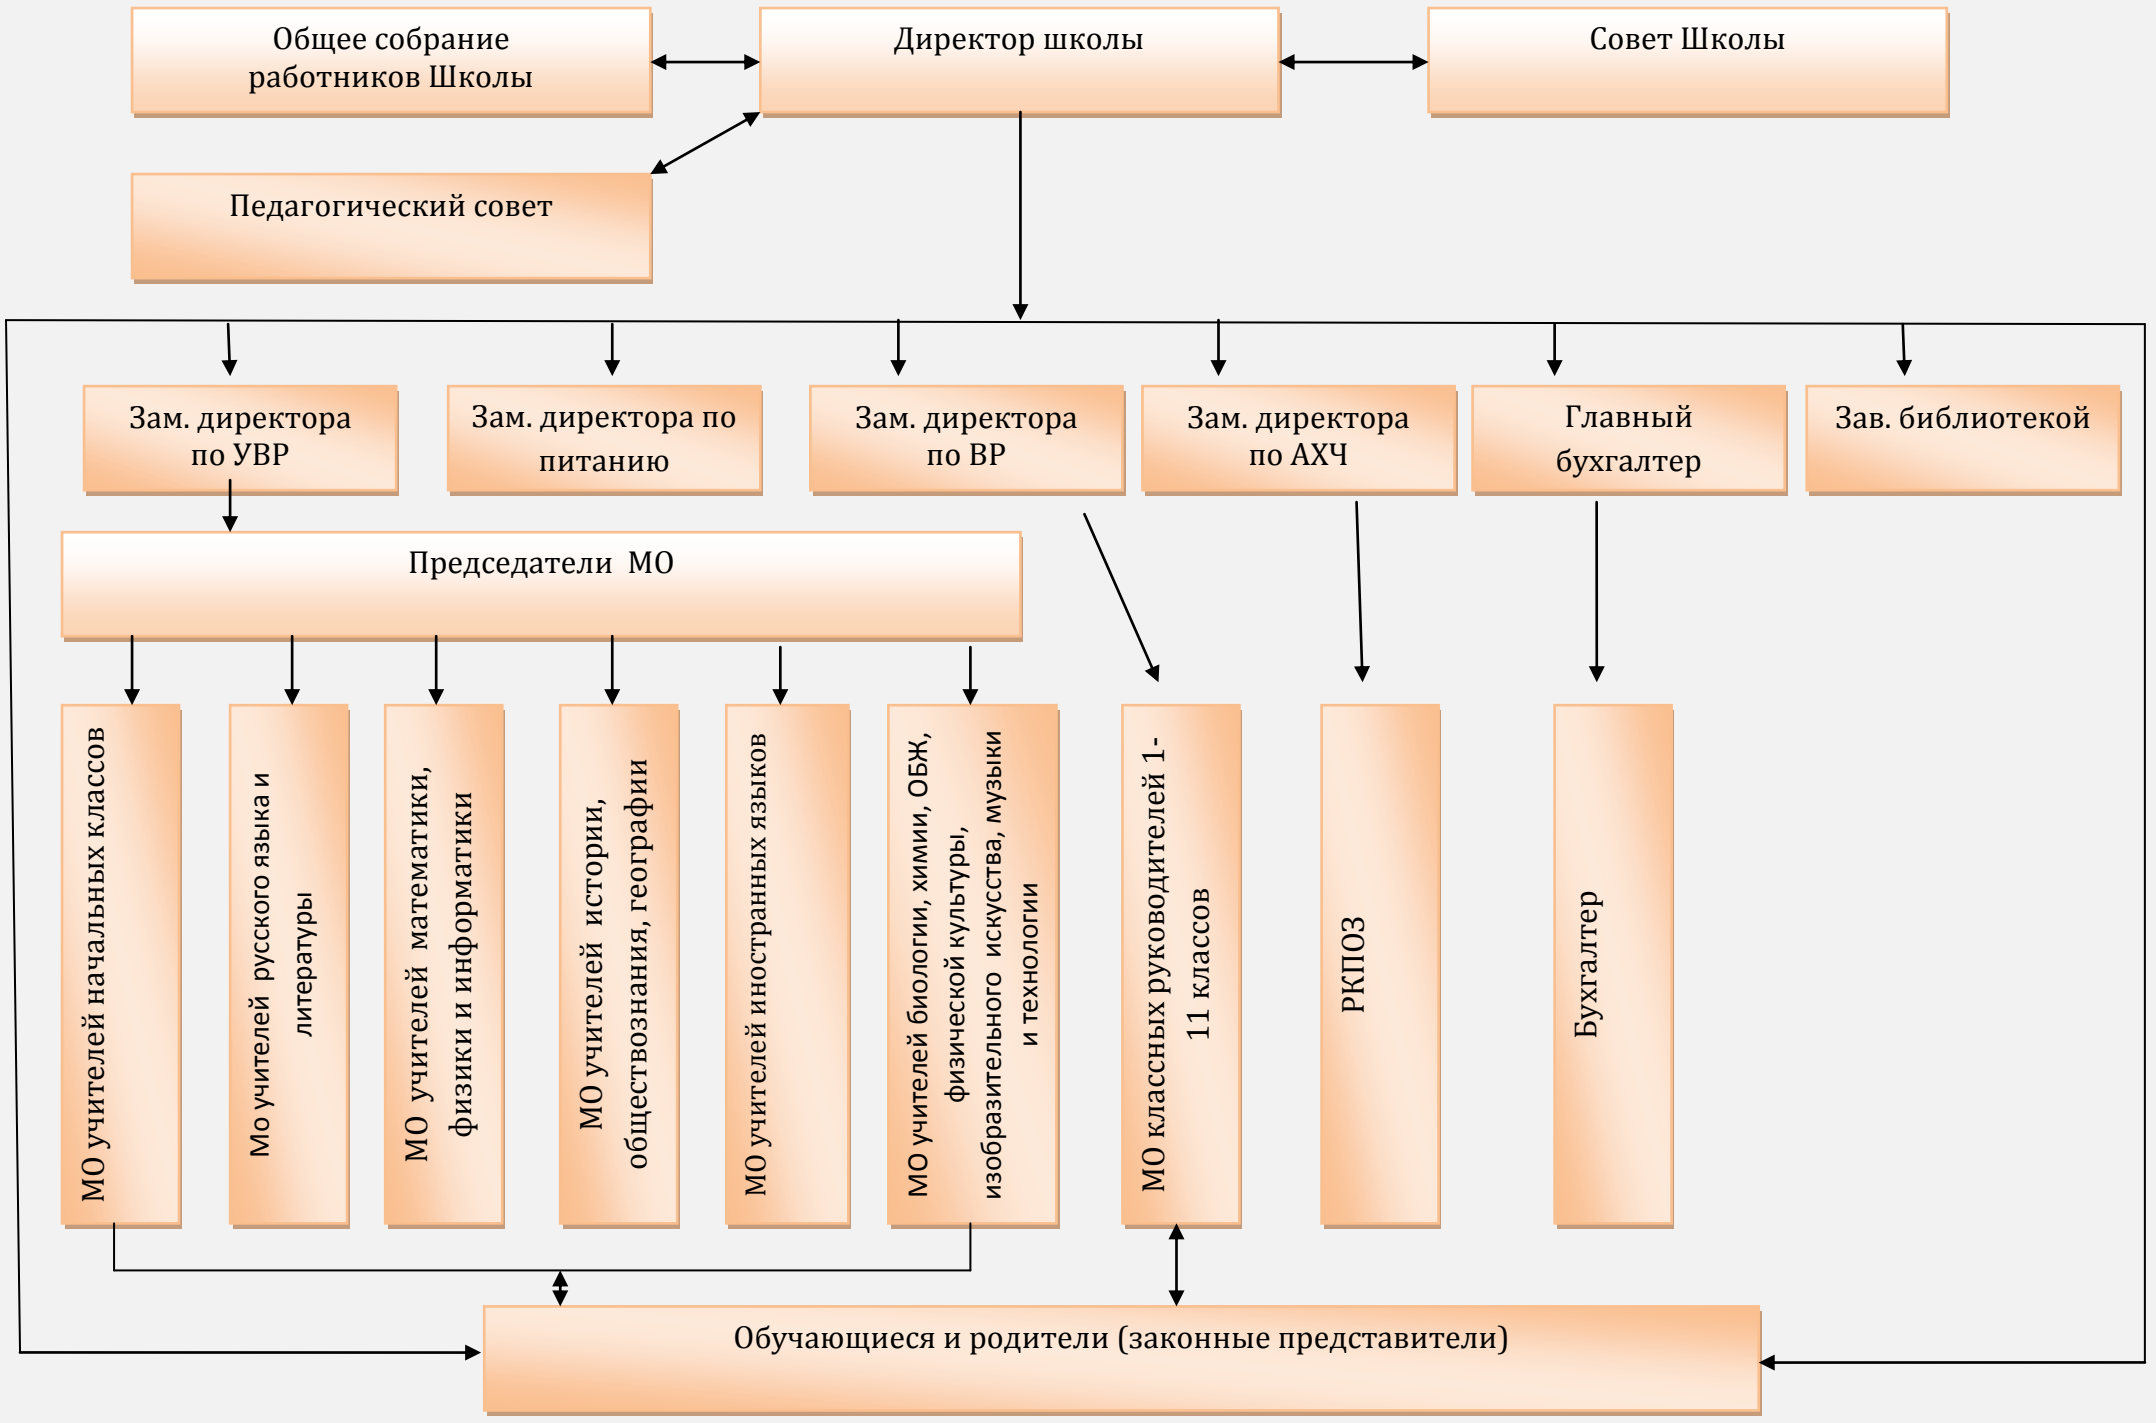 Общее собрание
работников Школы
Директор школы
Совет Школы
Педагогический совет
Зам. директора
по УВР
Зам. директора по
питанию
Зам. директора
по ВР
Зам. директора
по АХЧ
Главный
бухгалтер
Зав. библиотекой
Председатели  МО
МО учителей начальных классов
Мо учителей  русского языка и
литературы
МО  учителей  математики,
физики и информатики
МО учителей  истории,
обществознания, географии
МО учителей иностранных языков
МО учителей биологии, химии, ОБЖ,
физической культуры,
изобразительного  искусства, музыки
и технологии
МО классных руководителей 1-
11 классов
РКПОЗ
Бухгалтер
Обучающиеся и родители (законные представители)